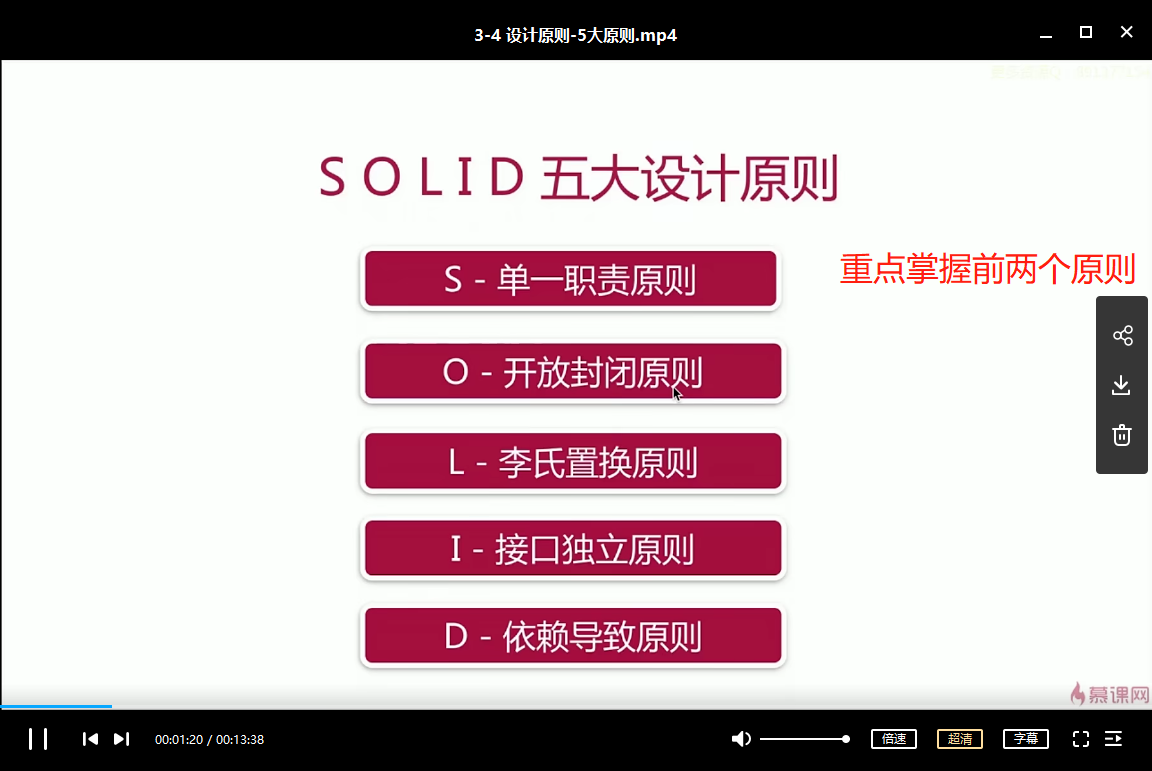 3-4 设计原则-5大原则.mp4
S O L I D 五大设计原则
S - 单一职责原则
重点掌握前两个原则
O - 开放封闭原则
L - 李氏置换原则
I - 接口独立原则
D - 依赖导致原则
慕课网
00:01:20 / 00:13:38
倍速
超清
字幕